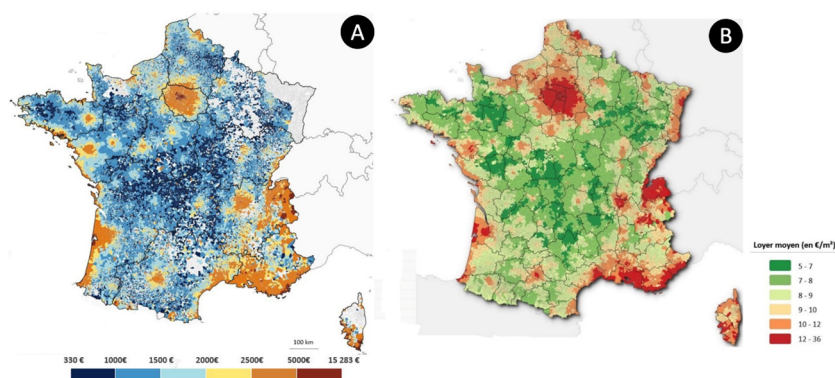 A
B
100 km
330 € 1000€ 1500 € 2000€ 2500€ 5000€ 15 283 €
Loyer moyen (en €/m²)
5 - 7
7 - 8
8 - 9
9 - 10
10 - 12
12 - 36